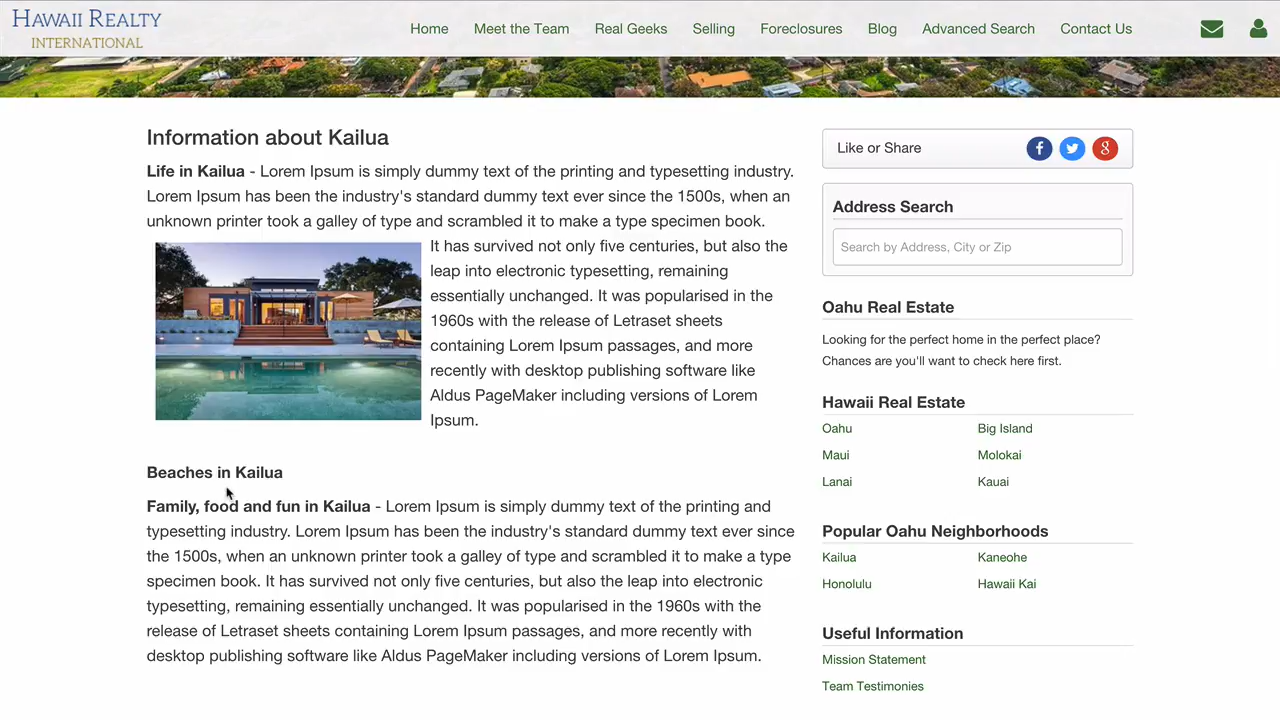 HAWAII REALTY
INTERNATIONAL
Home Meet the Team Real Geeks Selling Foreclosures Blog Advanced Search Contact Us
Information about Kailua
Life in Kailua - Lorem Ipsum is simply dummy text of the printing and typesetting industry.
Lorem Ipsum has been the industry's standard dummy text ever since the 1500s, when an
unknown printer took a galley of type and scrambled it to make a type specimen book.
It has survived not only five centuries, but also the
leap into electronic typesetting, remaining
essentially unchanged. It was popularised in the
1960s with the release of Letraset sheets
containing Lorem Ipsum passages, and more
recently with desktop publishing software like
Aldus PageMaker including versions of Lorem
Ipsum.
Beaches in Kailua
Family, food and fun in Kailua - Lorem Ipsum is simply dummy text of the printing and
typesetting industry. Lorem Ipsum has been the industry's standard dummy text ever since
the 1500s, when an unknown printer took a galley of type and scrambled it to make a type
specimen book. It has survived not only five centuries, but also the leap into electronic
typesetting, remaining essentially unchanged. It was popularised in the 1960s with the
release of Letraset sheets containing Lorem Ipsum passages, and more recently with
desktop publishing software like Aldus PageMaker including versions of Lorem Ipsum.
Like or Share
Address Search
Search by Address, City or Zip
Oahu Real Estate
Looking for the perfect home in the perfect place?
Chances are you'll want to check here first.
Hawaii Real Estate
Oahu Big Island
Maui Molokai
Lanai Kauai
Popular Oahu Neighborhoods
Kailua Kaneohe
Honolulu Hawaii Kai
Useful Information
Mission Statement
Team Testimonies